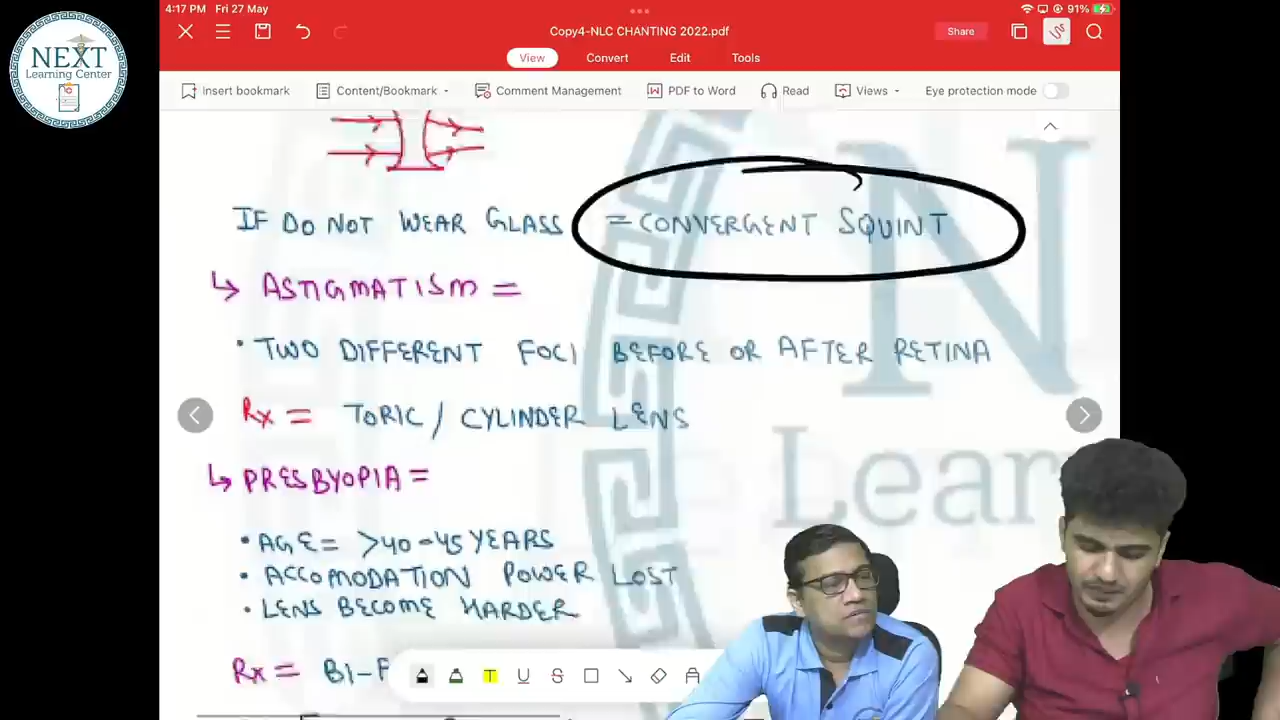 4:17 PM Fri 27 May
91%
NEXT
Learning Center
Copy4-NLC CHANTING 2022.pdf
Share
View Convert Edit Tools
Insert bookmark Content/Bookmark Comment Management PDF to Word Read Views Eye protection mode
IF DO NOT WEAR GLASS = CONVERGENT SQUINT
↳ ASTIGMATISM =
• TWO DIFFERENT FOCI BEFORE OR AFTER RETINA
Rx = TORIC / CYLINDER LENS
↳ PRESBYOPIA =
• AGE = >40-45 YEARS
• ACCOMODATION POWER LOST
• LENS BECOME HARDER
Rx = BI-F
N
Lear
T U S